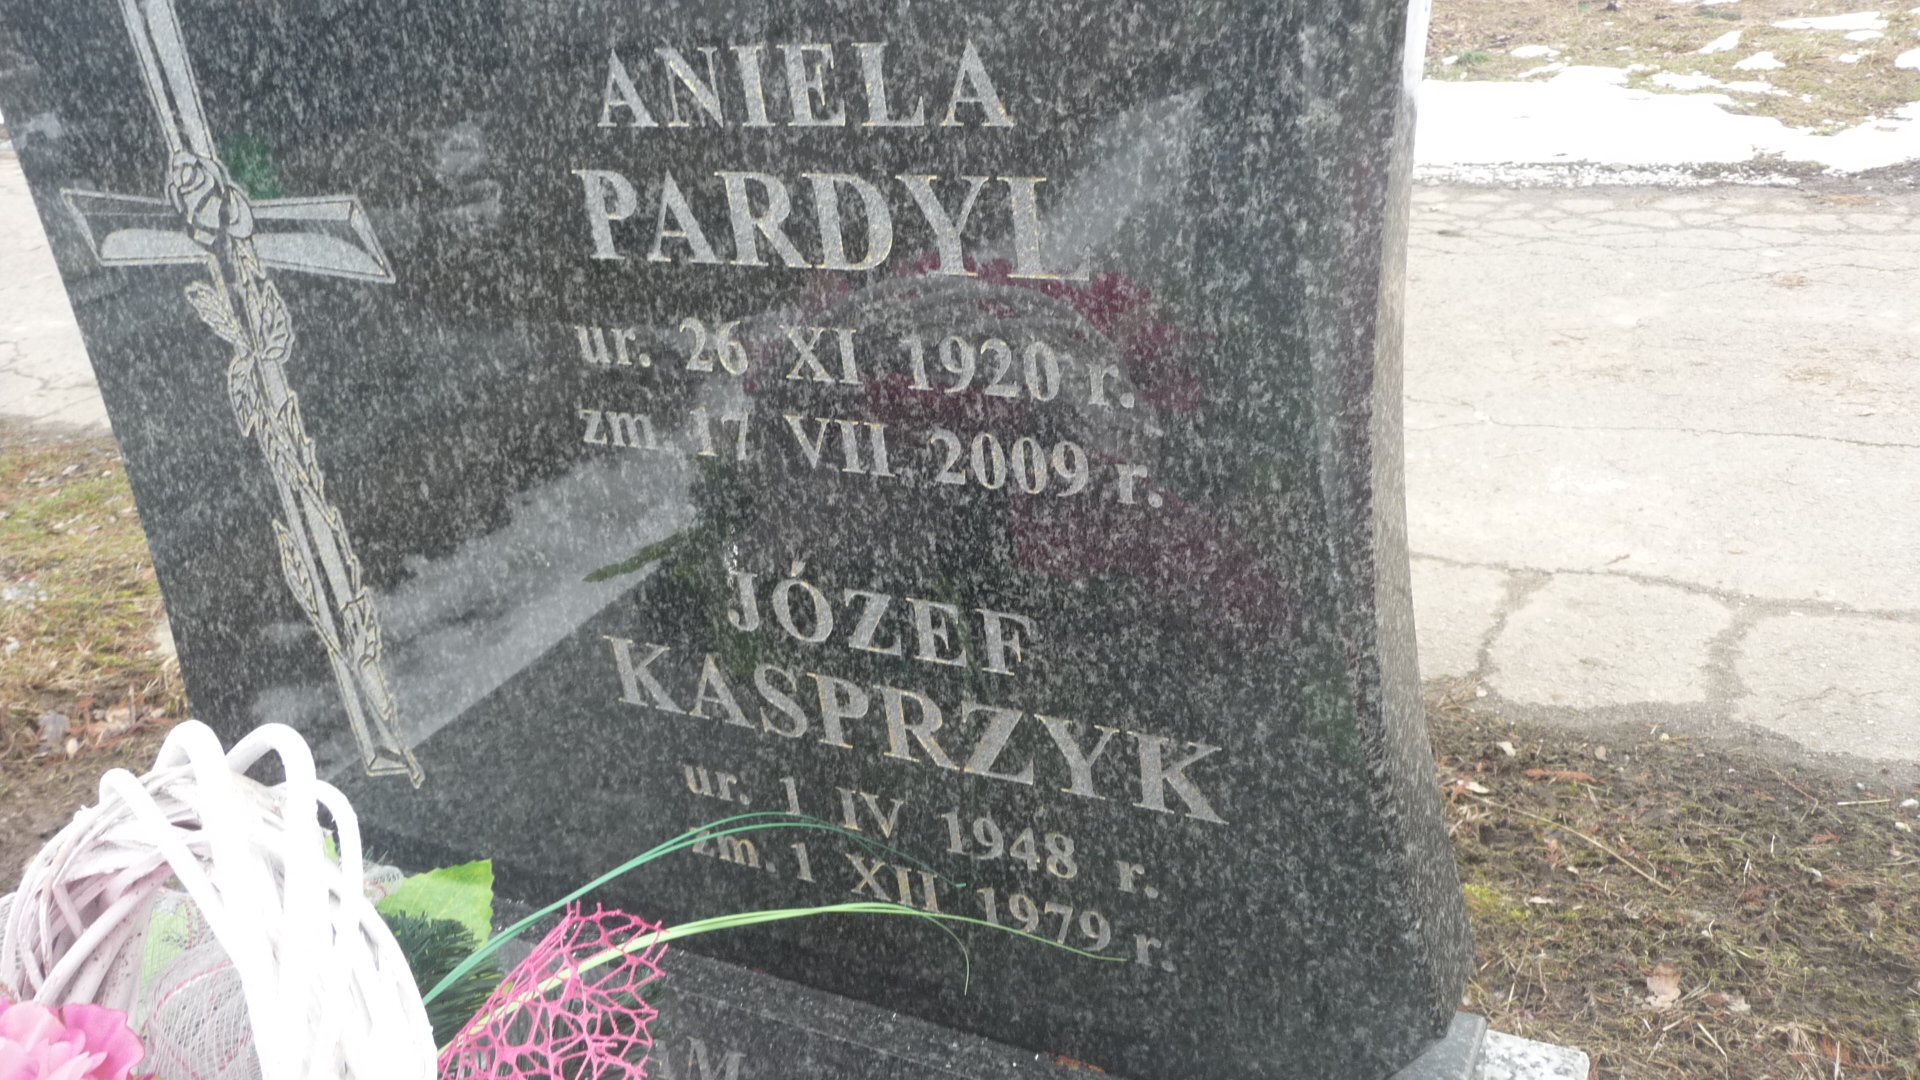 ANIELA
PARDYL
ur. 26 XI 1920 r.
zm. 17 VII 2009 r.
JÓZEF
KASPRZYK
ur. 1 IV 1948 r.
zm. 1 XII 1979 r.